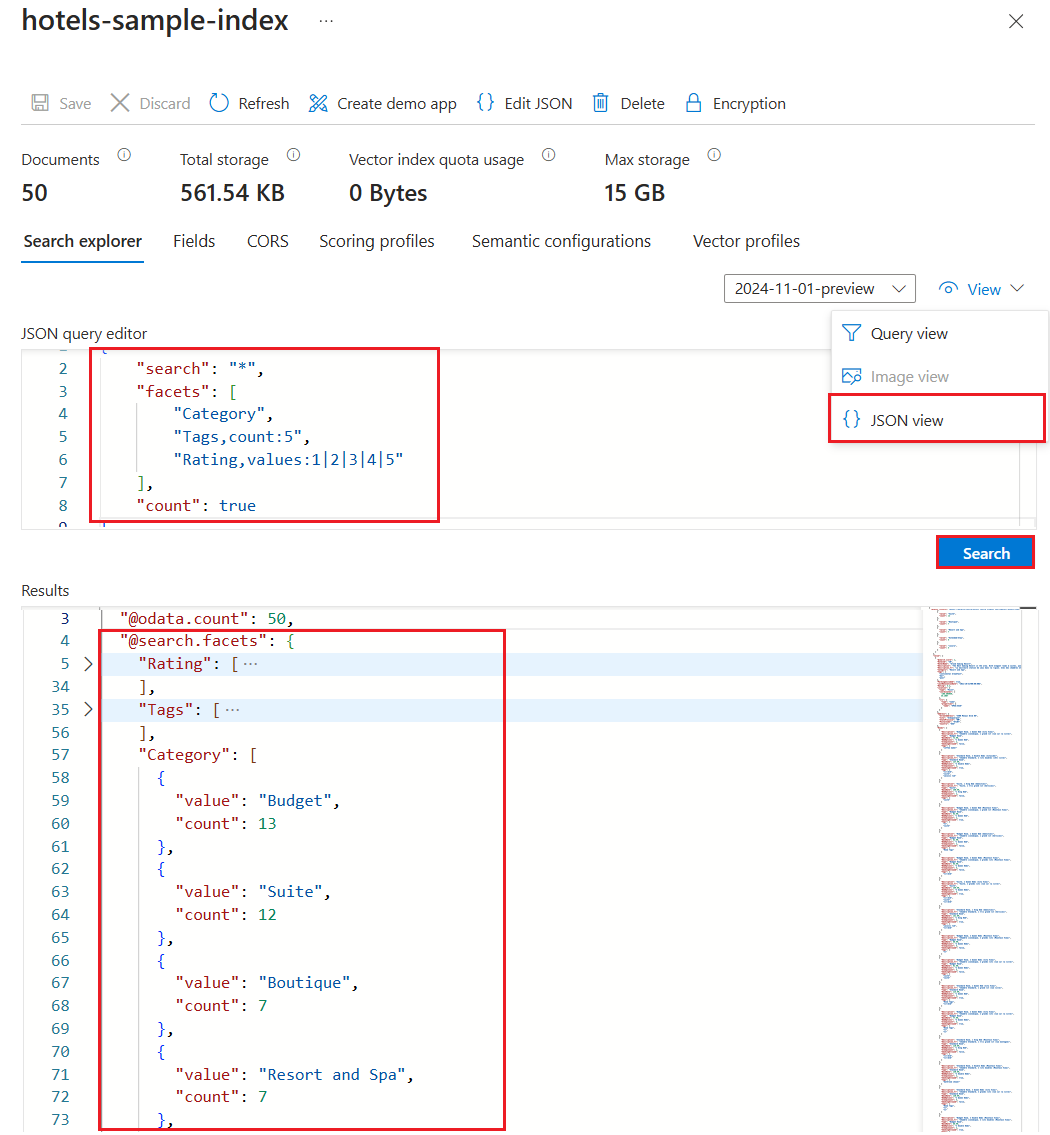 hotels-sample-index ...
Save Discard Refresh Create demo app {} Edit JSON Delete Encryption
Documents Total storage Vector index quota usage Max storage
50 561.54 KB 0 Bytes 15 GB
Search explorer Fields CORS Scoring profiles Semantic configurations Vector profiles
2024-11-01-preview View
JSON query editor
Query view
Image view
{} JSON view
2 "search": "*",
3 "facets": [
4 "Category",
5 "Tags,count:5",
6 "Rating,values:1|2|3|4|5"
7 ],
8 "count": true
Search
Results
3 "@odata.count": 50,
4 "@search.facets": {
5 "Rating": [ ...
34 ],
35 "Tags": [ ...
56 ],
57 "Category": [
58 {
59 "value": "Budget",
60 "count": 13
61 },
62 {
63 "value": "Suite",
64 "count": 12
65 },
66 {
67 "value": "Boutique",
68 "count": 7
69 },
70 {
71 "value": "Resort and Spa",
72 "count": 7
73 },